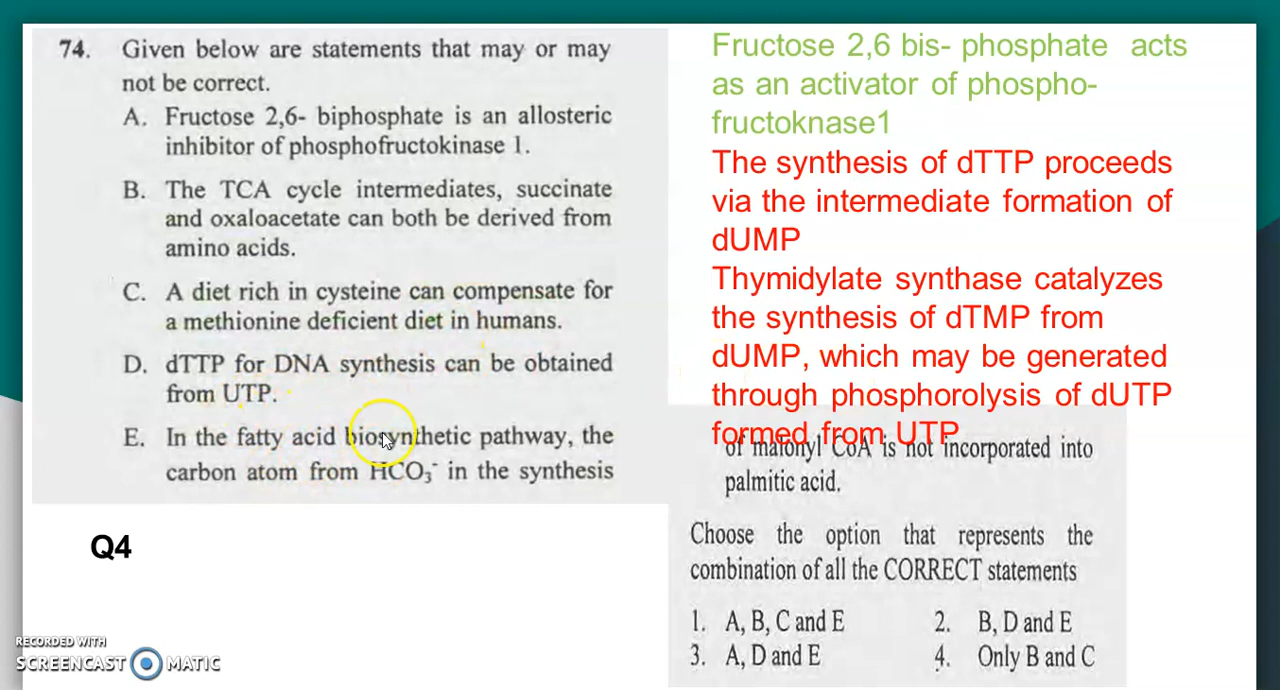 74. Given below are statements that may or may
not be correct.
A. Fructose 2,6- biphosphate is an allosteric
inhibitor of phosphofructokinase 1.
B. The TCA cycle intermediates, succinate
and oxaloacetate can both be derived from
amino acids.
C. A diet rich in cysteine can compensate for
a methionine deficient diet in humans.
D. dTTP for DNA synthesis can be obtained
from UTP.
E. In the fatty acid biosynthetic pathway, the
carbon atom from HCO₃⁻ in the synthesis
Q4
RECORDED WITH
SCREENCAST MATIC
Fructose 2,6 bis- phosphate acts
as an activator of phospho-
fructoknase1
The synthesis of dTTP proceeds
via the intermediate formation of
dUMP
Thymidylate synthase catalyzes
the synthesis of dTMP from
dUMP, which may be generated
through phosphorolysis of dUTP
formed from UTP
of malonyl CoA is not incorporated into
palmitic acid.
Choose the option that represents the
combination of all the CORRECT statements
1. A, B, C and E 2. B, D and E
3. A, D and E 4. Only B and C